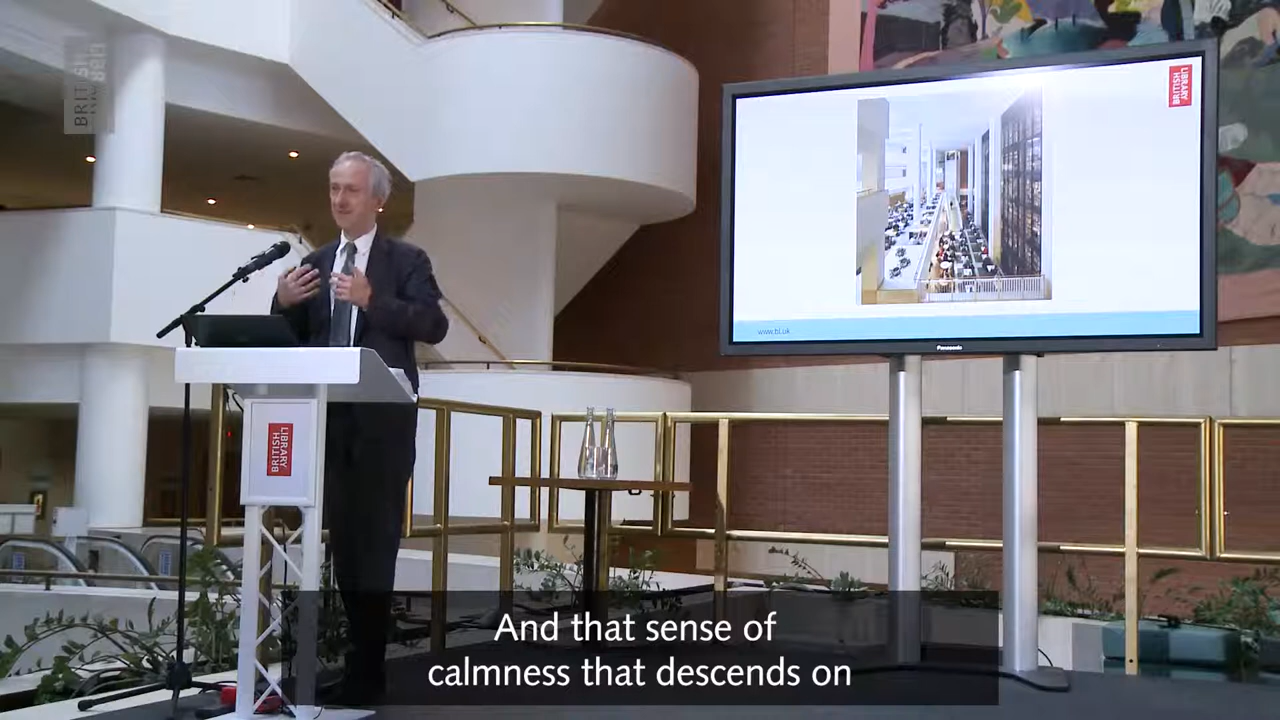 BRITISH
LIBRARY
BRITISH
LIBRARY
www.bl.uk
Panasonic
BRITISH
LIBRARY
And that sense of
calmness that descends on